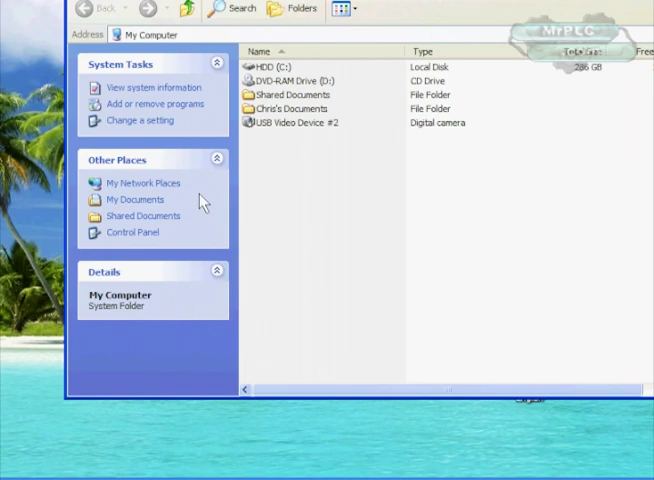 Back Search Folders
MrPLC
Address My Computer
Name Type Total Size Free
System Tasks
View system information
Add or remove programs
Change a setting
HDD (C:) Local Disk 286 GB
DVD-RAM Drive (D:) CD Drive
Shared Documents File Folder
Chris's Documents File Folder
USB Video Device #2 Digital camera
Other Places
My Network Places
My Documents
Shared Documents
Control Panel
Details
My Computer
System Folder